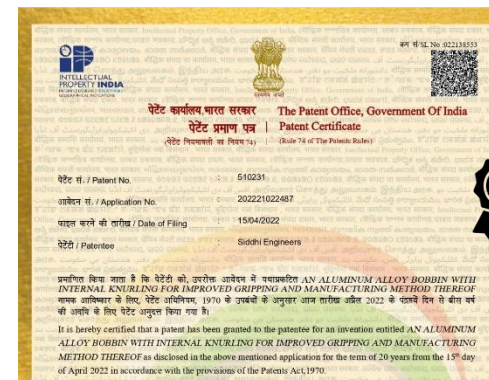 क्रम सं/SL No :022138553
INTELLECTUAL
PROPERTY INDIA
पेटेंट कार्यालय,भारत सरकार
The Patent Office, Government Of India
पेटेंट प्रमाण पत्र
Patent Certificate
(पेटेंट नियमावली का नियम 74)
(Rule 74 of The Patents Rules)
पेटेंट सं. / Patent No. : 510231
आवेदन सं. / Application No. : 202221022487
फाइल करने की तारीख / Date of Filing : 15/04/2022
पेटेंटी / Patentee : Siddhi Engineers
प्रमाणित किया जाता है कि पेटेंटी को, उपरोक्त आवेदन में यथाप्रकटित AN ALUMINUM ALLOY BOBBIN WITH
INTERNAL KNURLING FOR IMPROVED GRIPPING AND MANUFACTURING METHOD THEREOF
नामक आविष्कार के लिए, पेटेंट अधिनियम, 1970 के उपबंधों के अनुसार आज तारीख अप्रैल 2022 के पंद्रहवें दिन से बीस वर्ष
की अवधि के लिए पेटेंट अनुदत्त किया गया है।
It is hereby certified that a patent has been granted to the patentee for an invention entitled AN ALUMINUM
ALLOY BOBBIN WITH INTERNAL KNURLING FOR IMPROVED GRIPPING AND MANUFACTURING
METHOD THEREOF as disclosed in the above mentioned application for the term of 20 years from the 15th day
of April 2022 in accordance with the provisions of the Patents Act,1970.